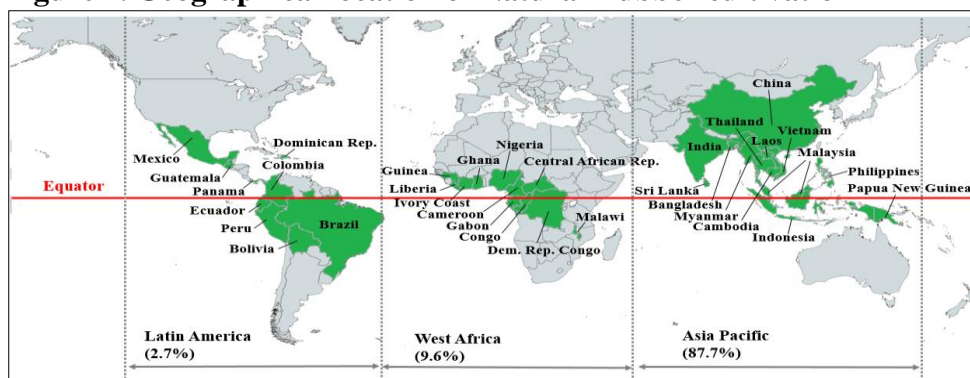 China
Thailand
Vietnam
Laos
India
Malaysia
Philippines
Sri Lanka
Papua New Guinea
Bangladesh
Myanmar
Cambodia
Indonesia
Dominican Rep.
Mexico
Colombia
Guatemala
Panama
Equator
Ecuador
Peru
Brazil
Bolivia
Nigeria
Ghana
Central African Rep.
Guinea
Liberia
Ivory Coast
Cameroon
Gabon
Congo
Malawi
Dem. Rep. Congo
Latin America
(2.7%)
West Africa
(9.6%)
Asia Pacific
(87.7%)